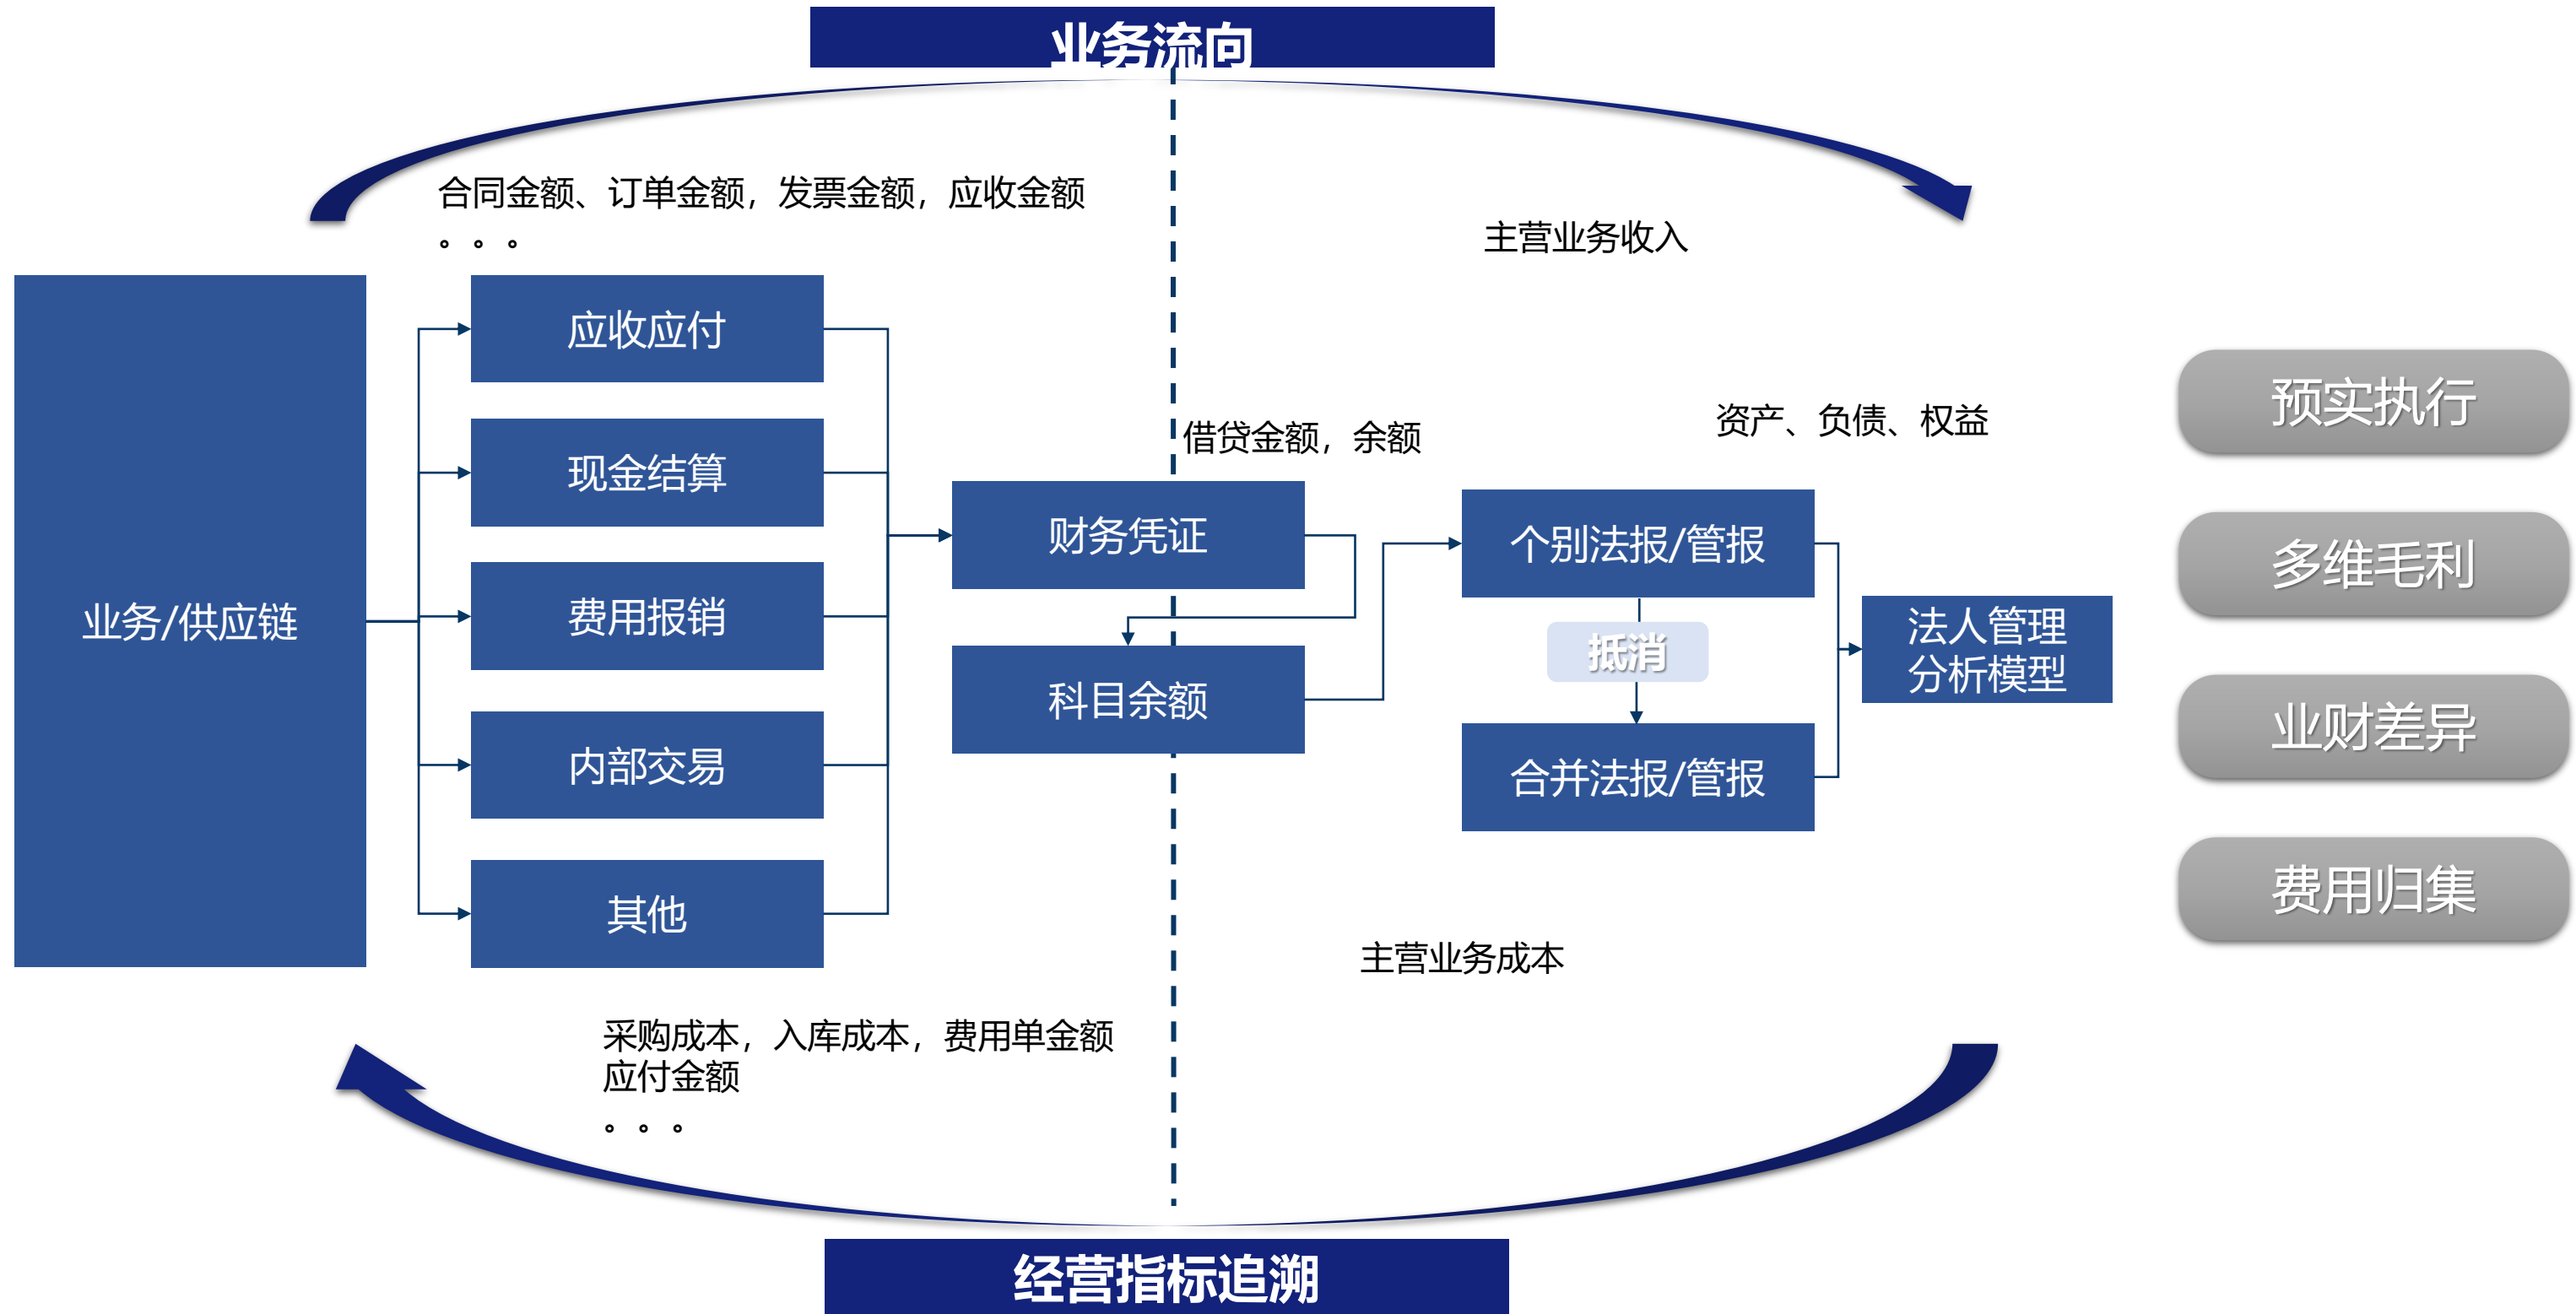 业务流向
合同金额、订单金额，发票金额，应收金额
。。。
主营业务收入
业务/供应链
应收应付
现金结算
费用报销
内部交易
其他
借贷金额，余额
财务凭证
科目余额
资产、负债、权益
个别法报/管报
抵消
合并法报/管报
法人管理
分析模型
预实执行
多维毛利
业财差异
费用归集
主营业务成本
采购成本，入库成本，费用单金额
应付金额
。。。
经营指标追溯